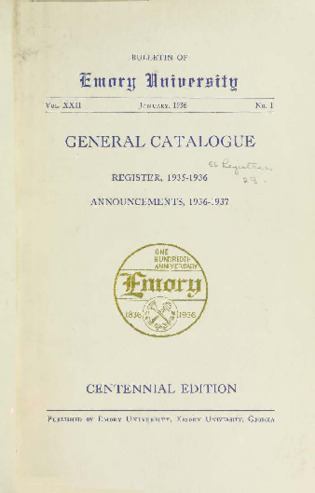 BULLETIN OF
Emory University
VOL. XXII JANUARY, 1936 No. 1
GENERAL CATALOGUE
REGISTER, 1935-1936
ANNOUNCEMENTS, 1936-1937
ONE
HUNDREDTH
ANNIVERSARY
Emory
1836 1936
CENTENNIAL EDITION
PUBLISHED BY EMORY UNIVERSITY, EMORY UNIVERSITY, GEORGIA